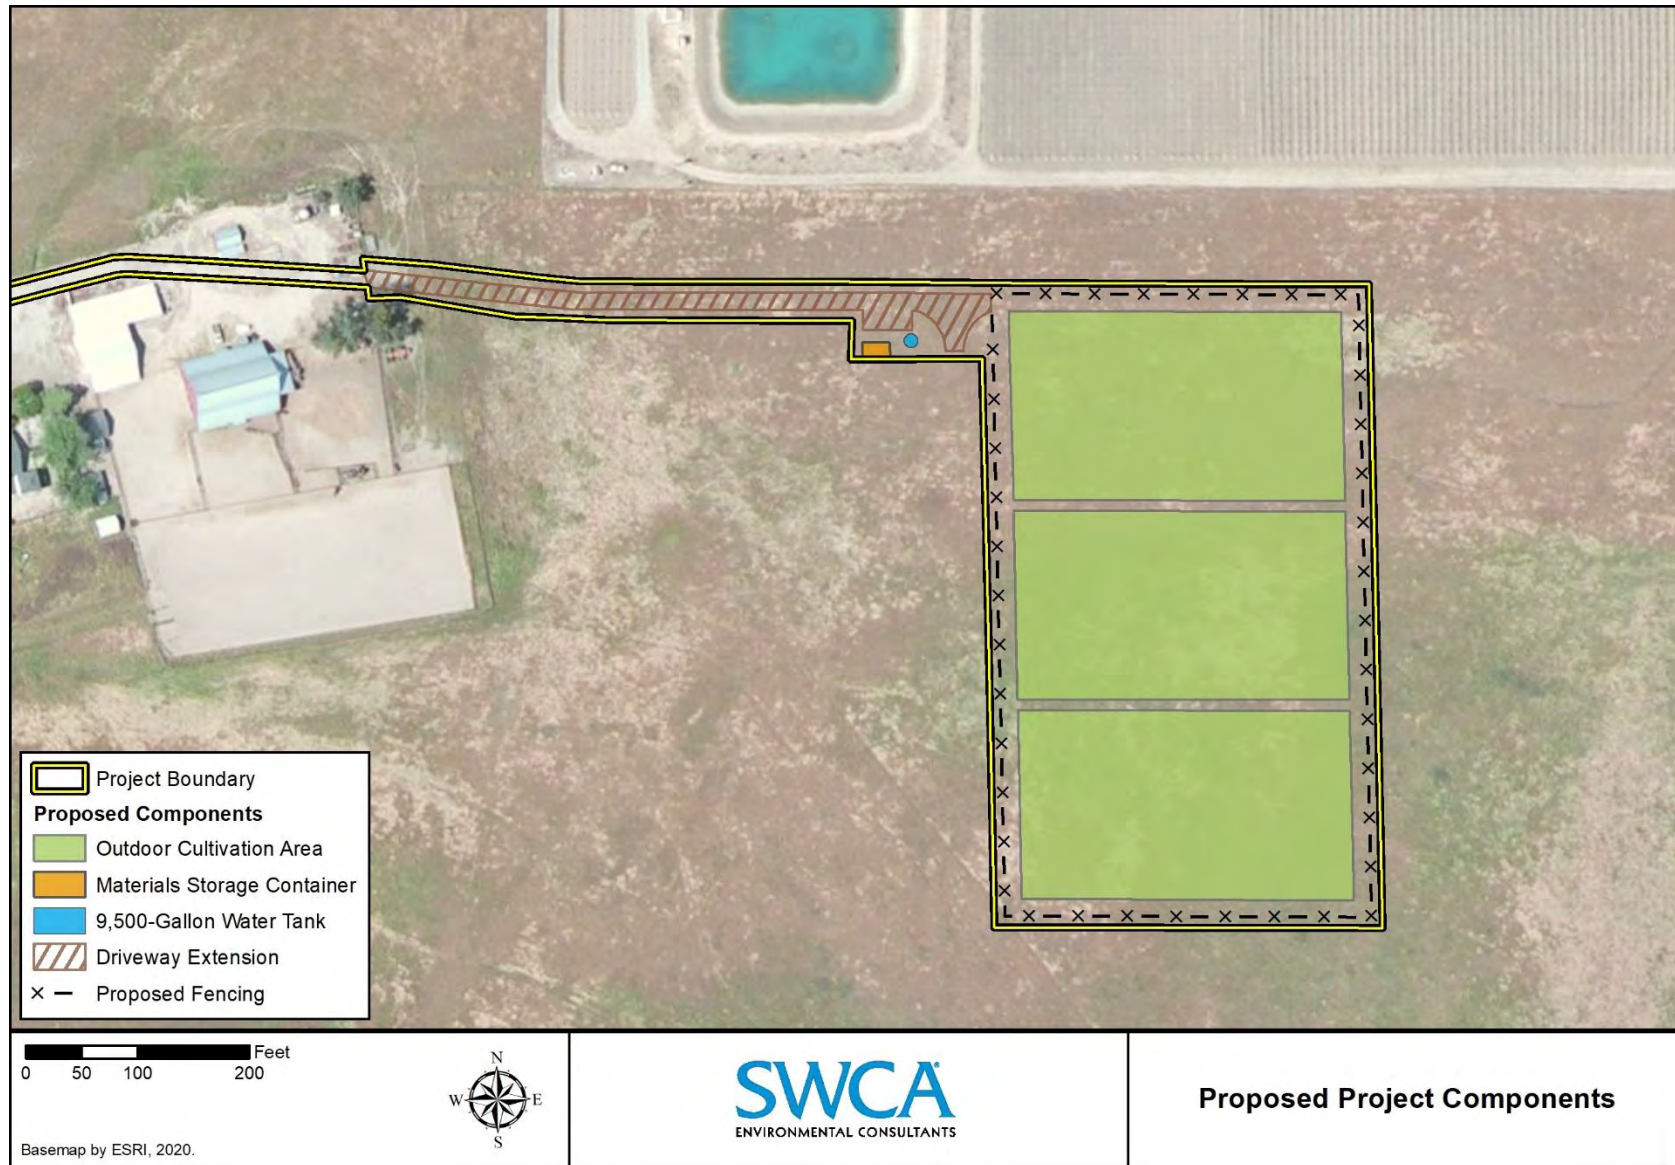 Project Boundary
Proposed Components
Outdoor Cultivation Area
Materials Storage Container
9,500-Gallon Water Tank
Driveway Extension
Proposed Fencing
Feet
0 50 100 200
N
W E
S
Basemap by ESRI, 2020.
SWCA®
ENVIRONMENTAL CONSULTANTS
Proposed Project Components